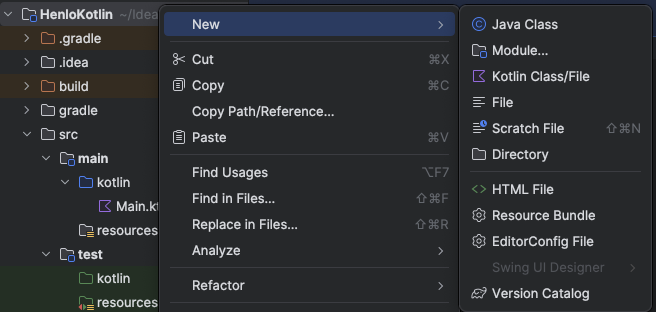 HenloKotlin ~/Idea
.gradle
.idea
build
gradle
src
main
kotlin
Main.k
resources
test
kotlin
resources
New
Cut ⌘X
Copy ⌘C
Copy Path/Reference...
Paste ⌘V
Find Usages ⌥F7
Find in Files... ⇧⌘F
Replace in Files... ⇧⌘R
Analyze
Refactor
Java Class
Module...
Kotlin Class/File
File
Scratch File ⇧⌘N
Directory
HTML File
Resource Bundle
EditorConfig File
Swing UI Designer
Version Catalog